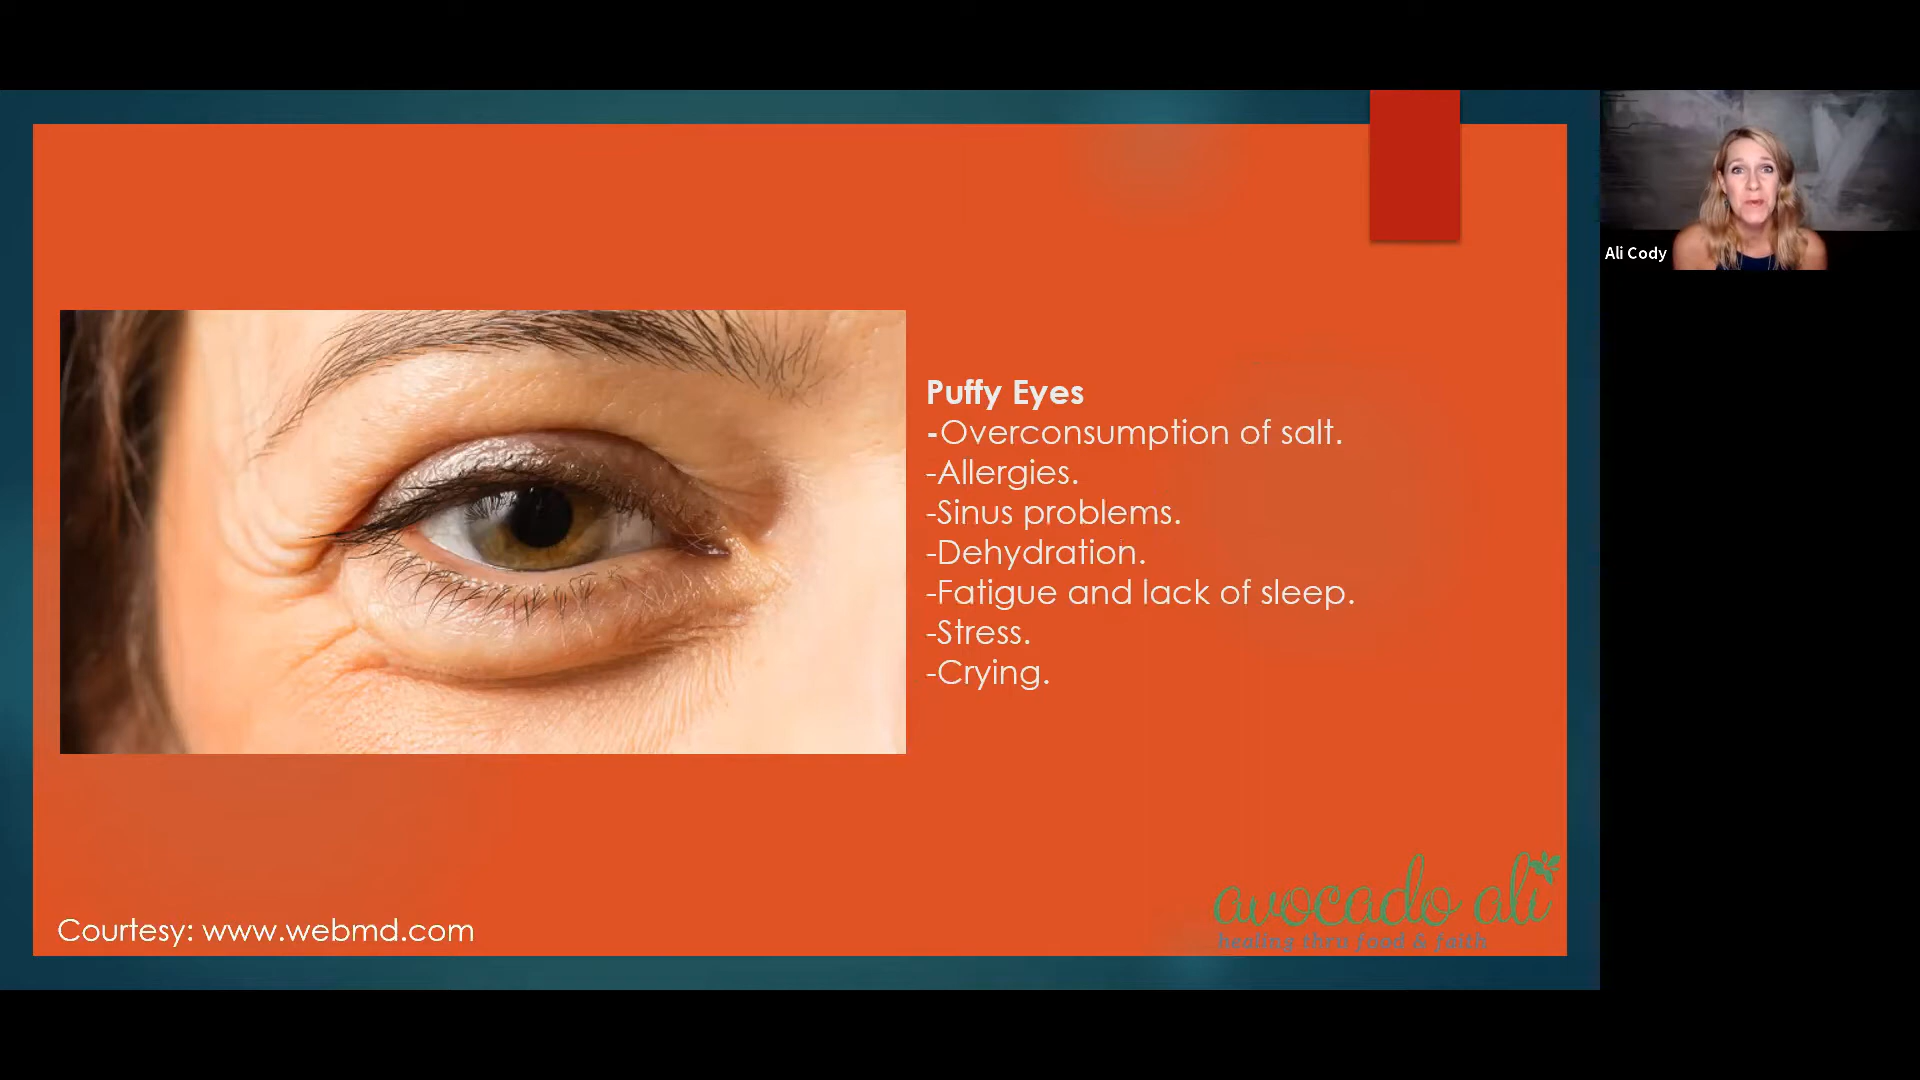 Puffy Eyes
-Overconsumption of salt.
-Allergies.
-Sinus problems.
-Dehydration.
-Fatigue and lack of sleep.
-Stress.
-Crying.
Courtesy: www.webmd.com
avocado ali
healing thru food & faith
Ali Cody